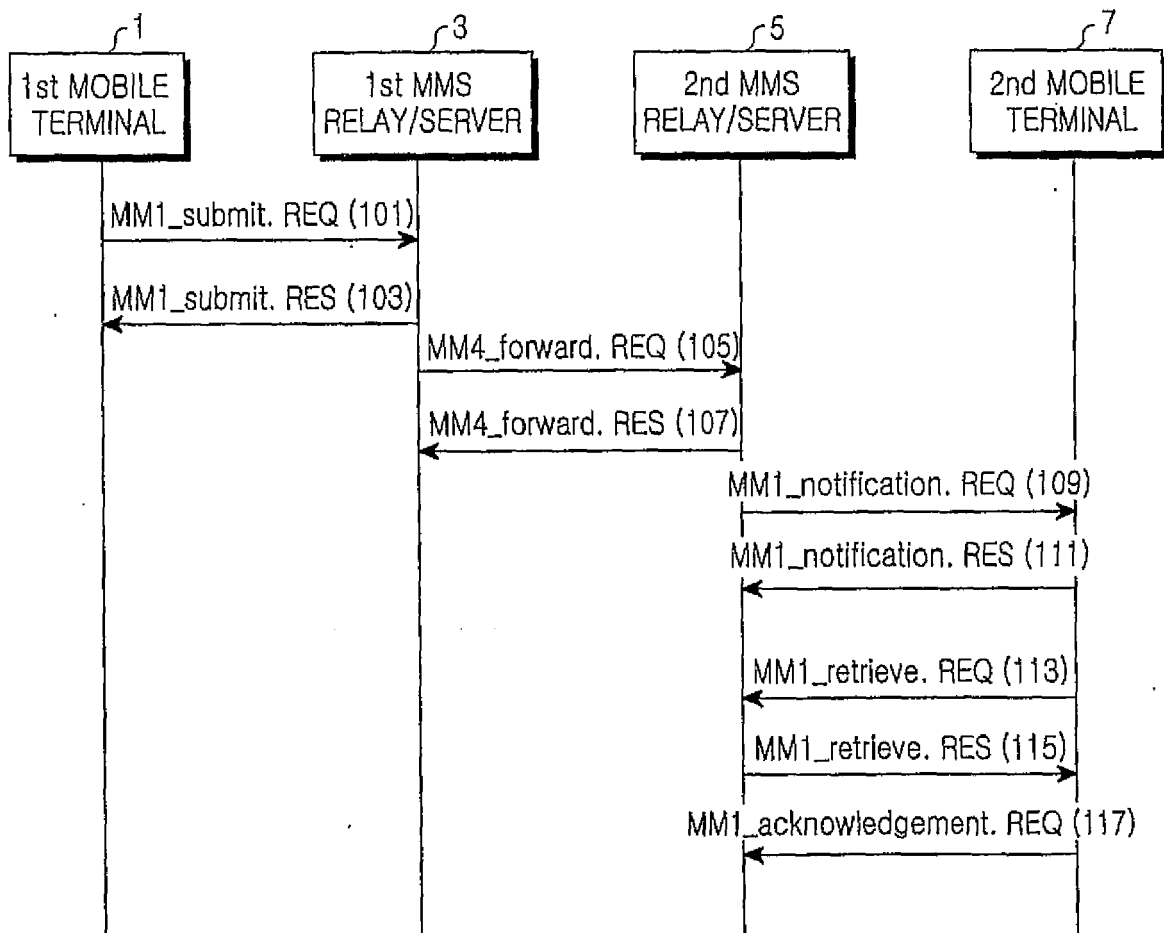 1
3
5
7
1st MOBILE
TERMINAL
1st MMS
RELAY/SERVER
2nd MMS
RELAY/SERVER
2nd MOBILE
TERMINAL
MM1_submit. REQ (101)
MM1_submit. RES (103)
MM4_forward. REQ (105)
MM4_forward. RES (107)
MM1_notification. REQ (109)
MM1_notification. RES (111)
MM1_retrieve. REQ (113)
MM1_retrieve. RES (115)
MM1_acknowledgement. REQ (117)